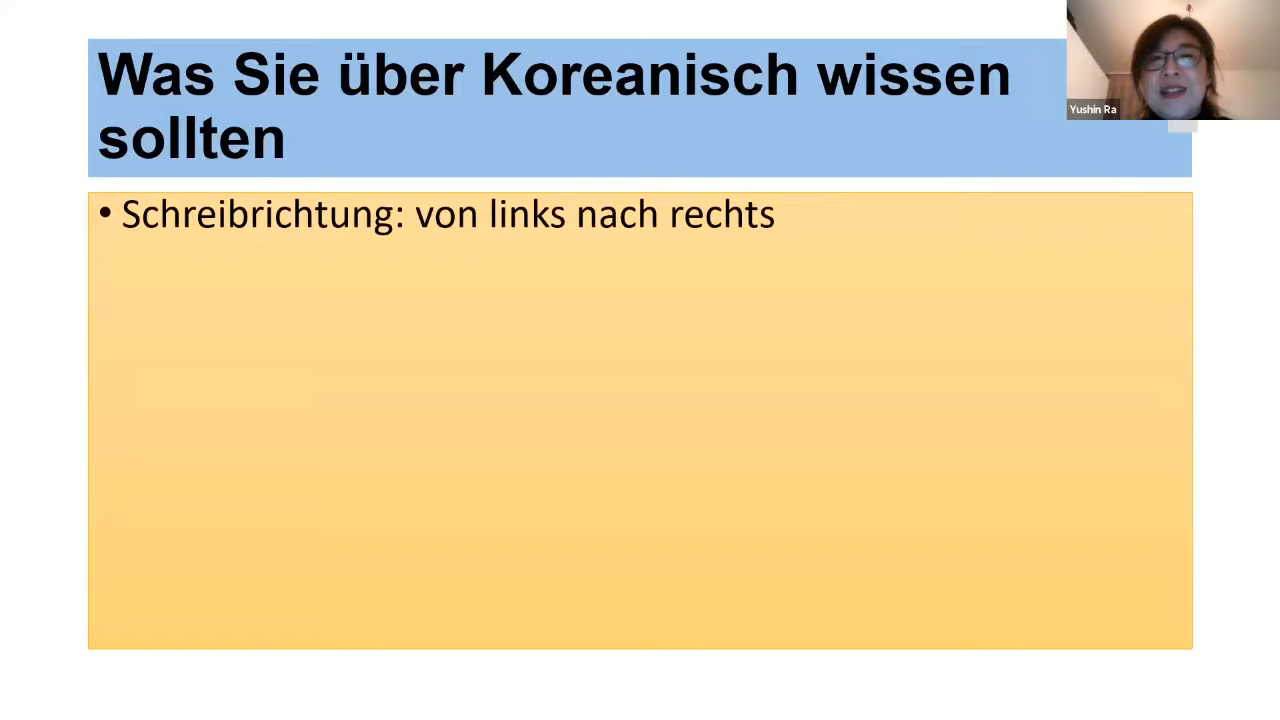 Was Sie über Koreanisch wissen
sollten
Yushin Ra
• Schreibrichtung: von links nach rechts